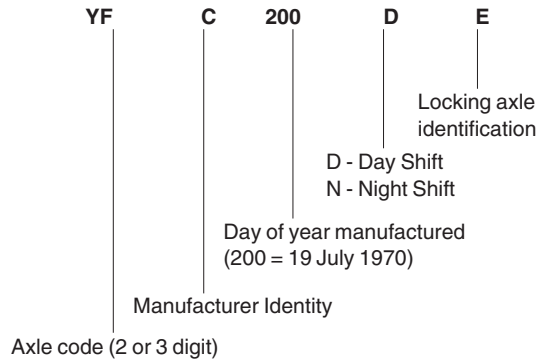 YF C 200 D E
Locking axle
identification
D - Day Shift
N - Night Shift
Day of year manufactured
(200 = 19 July 1970)
Manufacturer Identity
Axle code (2 or 3 digit)